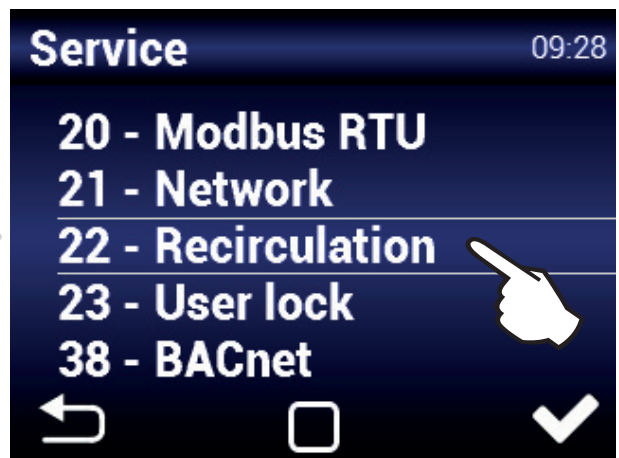 Service 09:28
20 - Modbus RTU
21 - Network
22 - Recirculation
23 - User lock
38 - BACnet